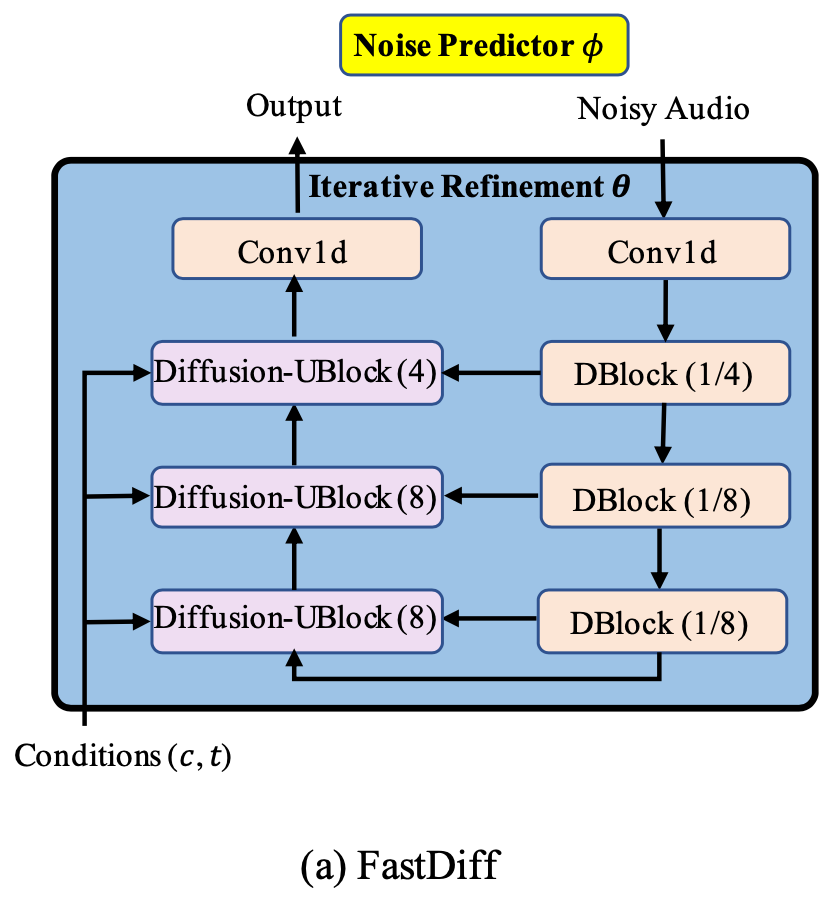 Noise Predictor ϕ
Output
Noisy Audio
Iterative Refinement θ
Conv1d
Conv1d
Diffusion-UBlock (4)
DBlock (1/4)
Diffusion-UBlock (8)
DBlock (1/8)
Diffusion-UBlock (8)
DBlock (1/8)
Conditions (c, t)
(a) FastDiff